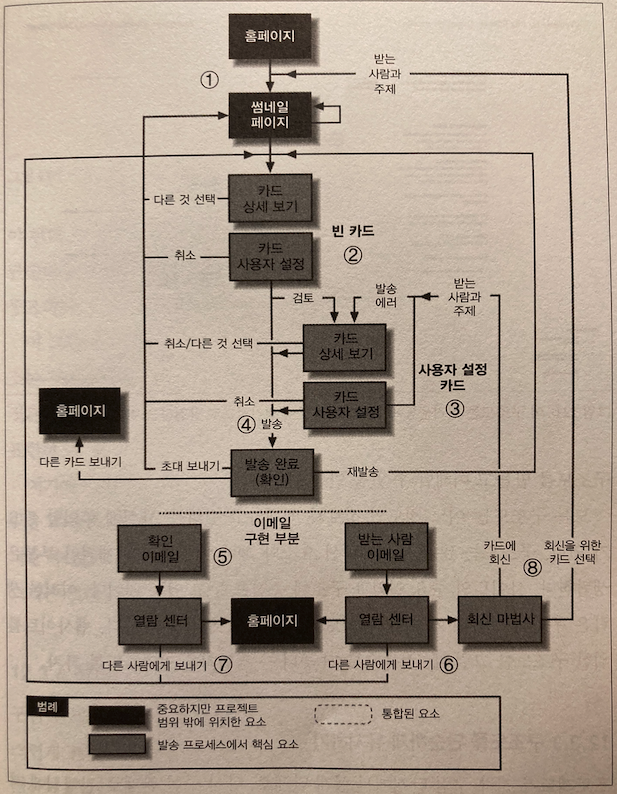 홈페이지
받는
사람과
주제
①
썸네일
페이지
다른 것 선택
카드
상세 보기
빈 카드
②
취소
카드
사용자 설정
검토
발송
에러
받는
사람과
주제
취소/다른 것 선택
카드
상세 보기
사용자 설정
카드
③
취소
카드
사용자 설정
홈페이지
④ 발송
다른 카드 보내기
초대 보내기
발송 완료
(확인)
재발송
이메일
구현 부분
확인
이메일
⑤
받는 사람
이메일
카드에
회신
회신을 위한
카드 선택
⑧
열람 센터
홈페이지
열람 센터
회신 마법사
다른 사람에게 보내기 ⑦
다른 사람에게 보내기 ⑥
범례
중요하지만 프로젝트
범위 밖에 위치한 요소
통합된 요소
발송 프로세스에서 핵심 요소